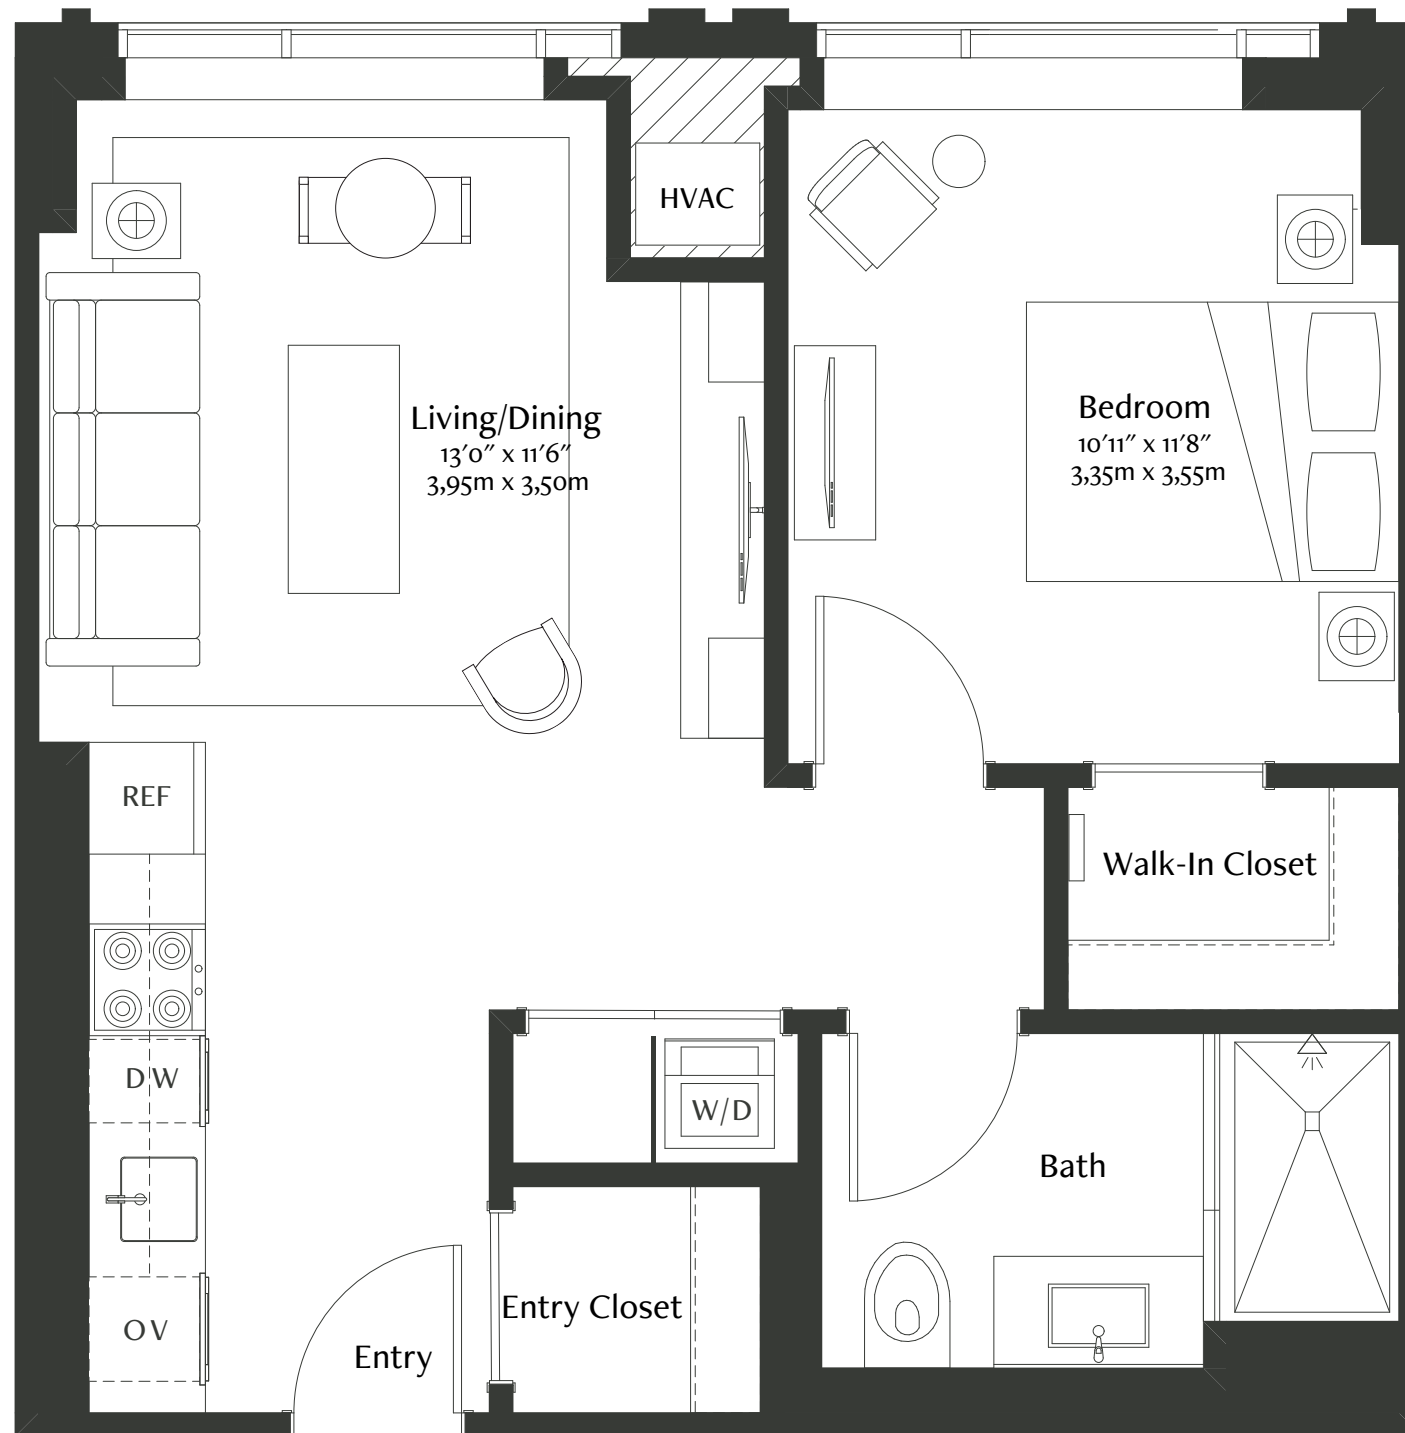 HVAC
Living/Dining
13'0" x 11'6"
3,95m x 3,50m
Bedroom
10'11" x 11'8"
3,35m x 3,55m
REF
Walk-In Closet
DW
W/D
Bath
Entry Closet
OV
Entry